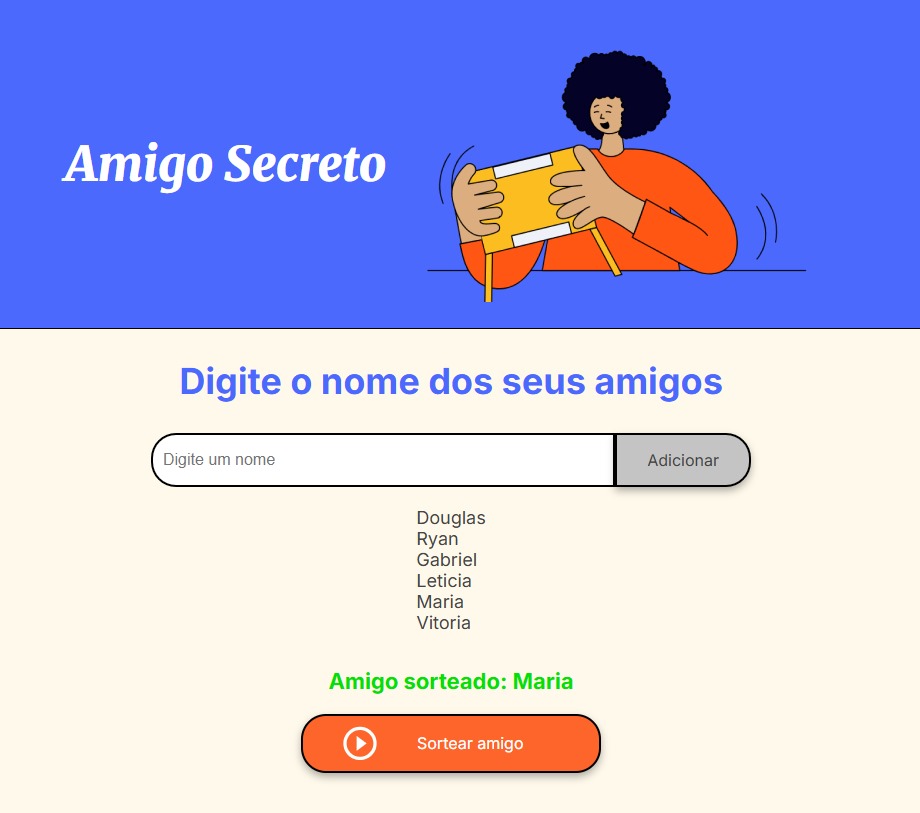 Amigo Secreto
Digite o nome dos seus amigos
Digite um nome
Adicionar
Douglas
Ryan
Gabriel
Leticia
Maria
Vitoria
Amigo sorteado: Maria
Sortear amigo